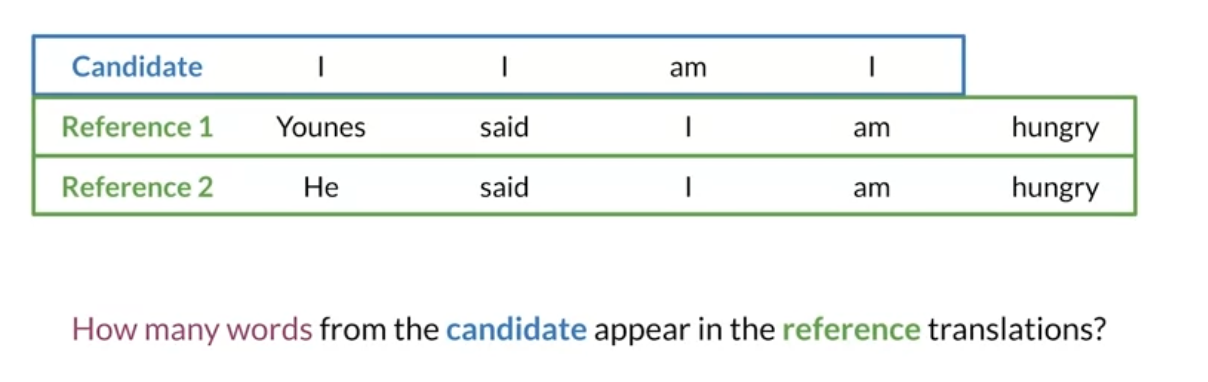 Candidate I I am I
Reference 1 Younes said I am hungry
Reference 2 He said I am hungry
How many words from the candidate appear in the reference translations?